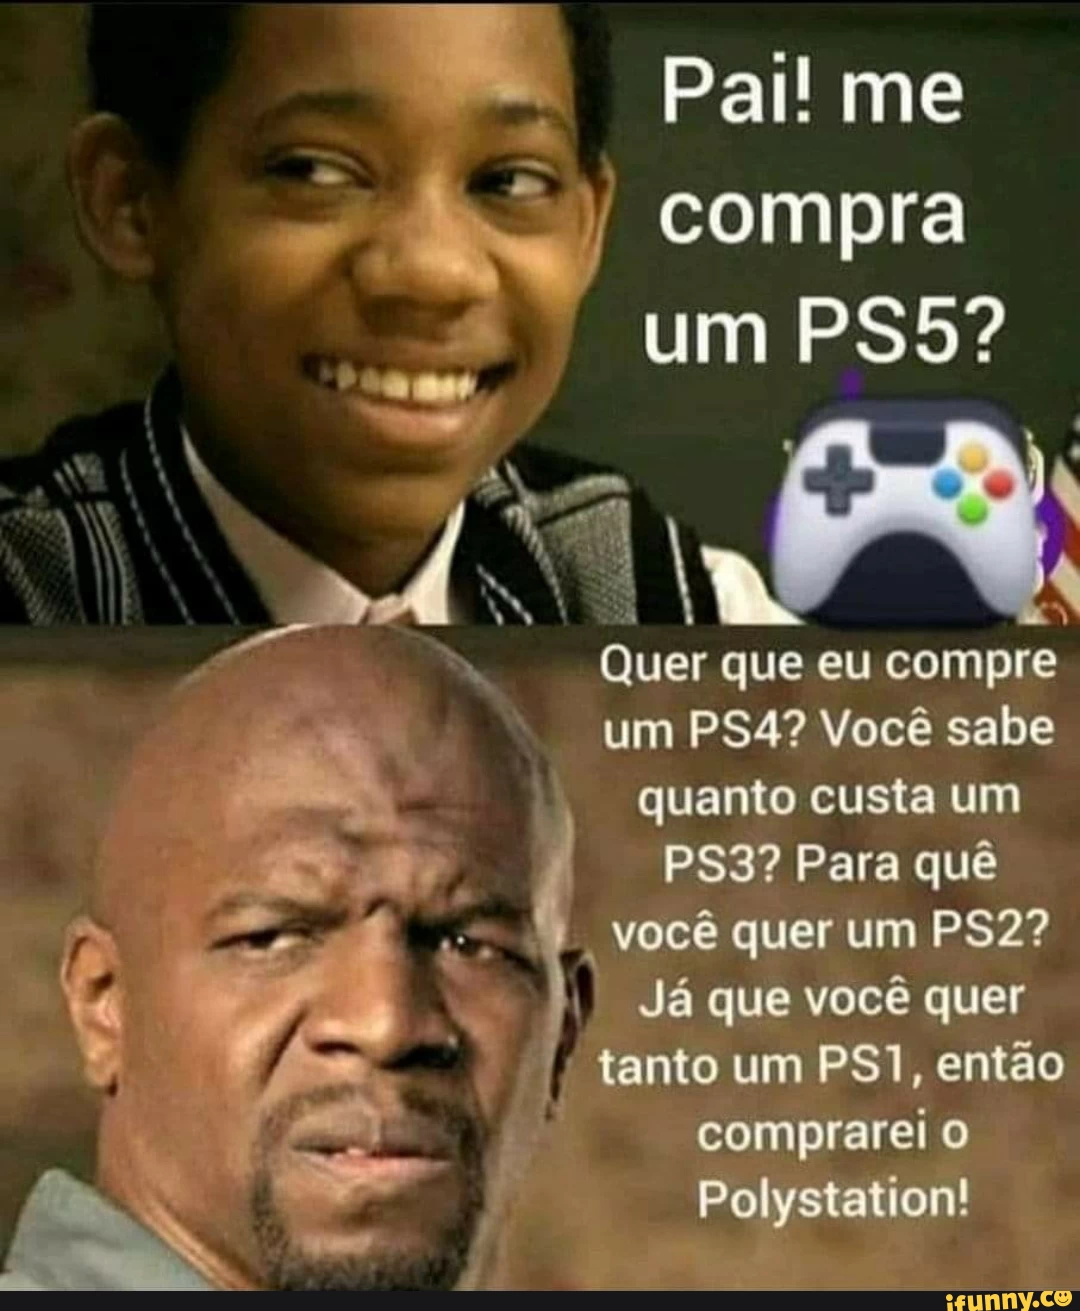 Pai! me
compra
um PS5?
Quer que eu compre
um PS4? Você sabe
quanto custa um
PS3? Para quê
você quer um PS2?
Já que você quer
tanto um PS1, então
comprarei o
Polystation!
ifunny.co